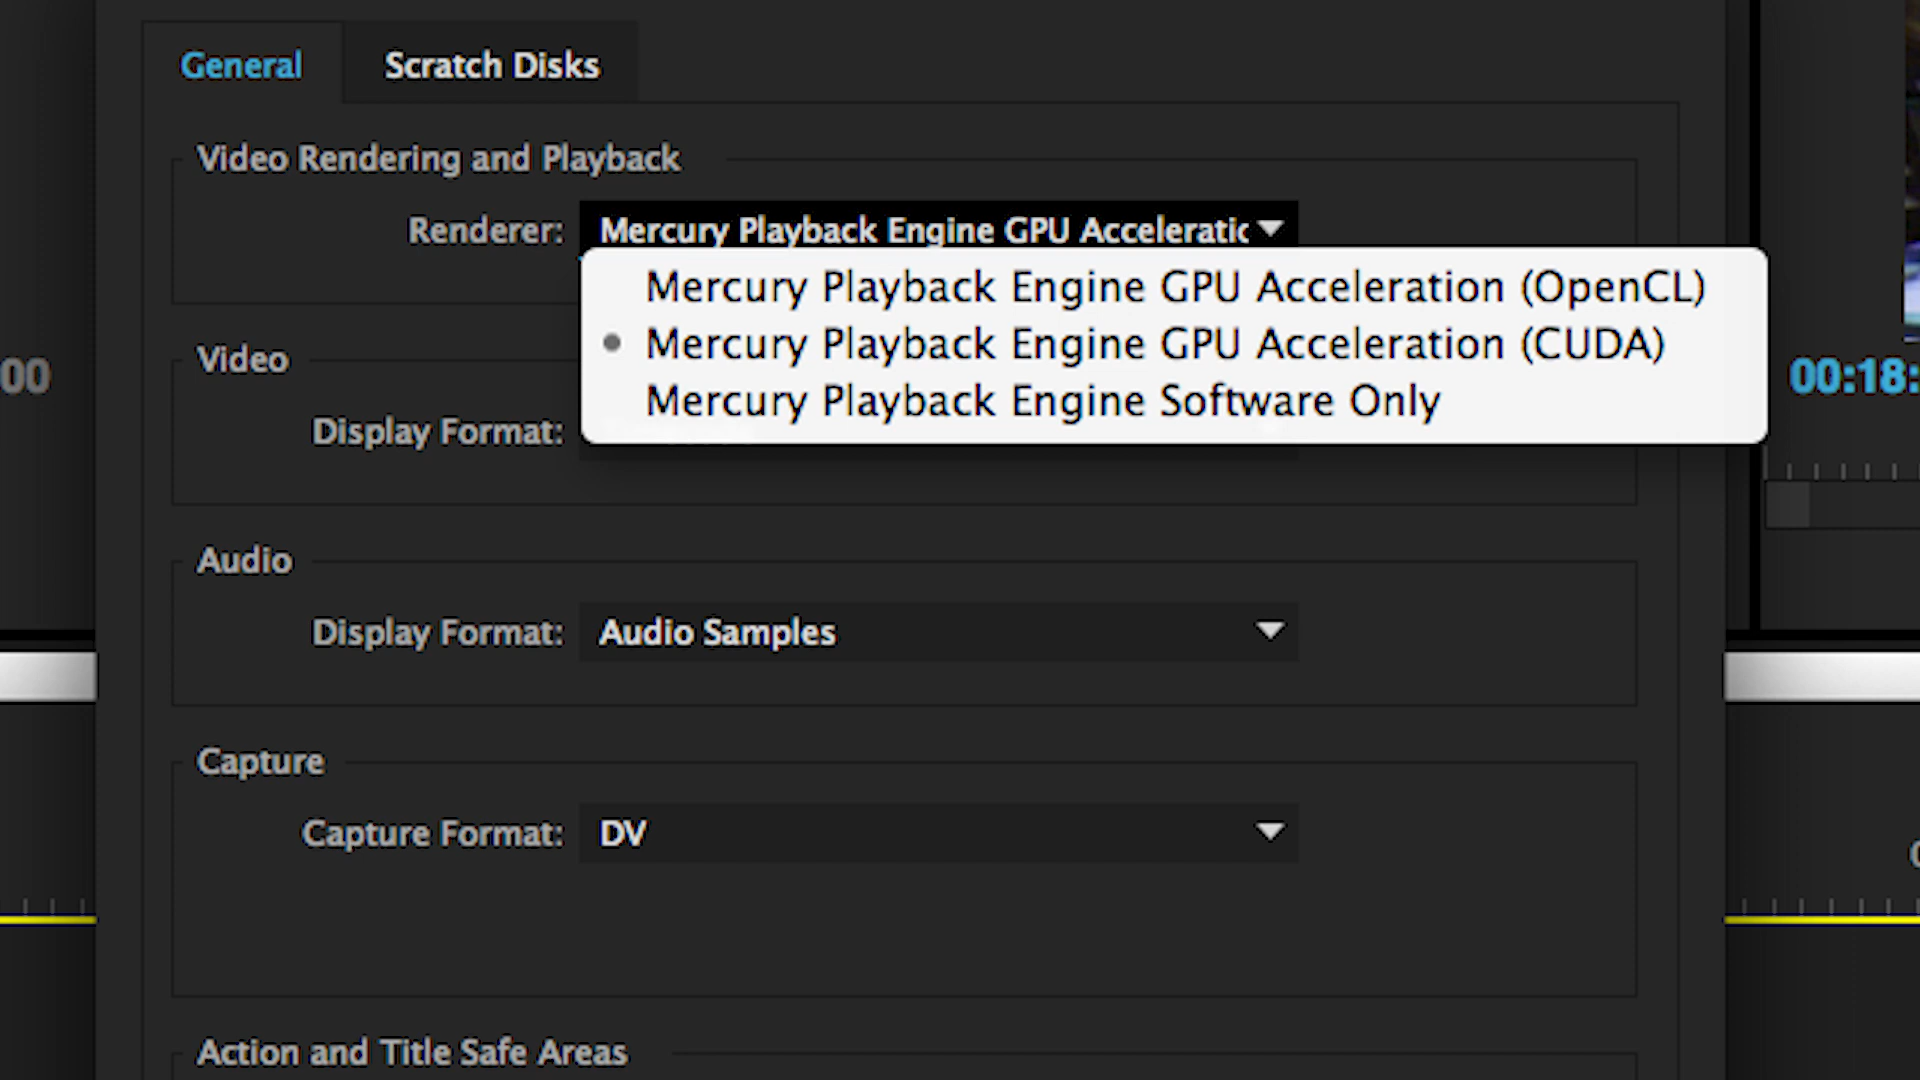 General
Scratch Disks
Video Rendering and Playback
Renderer:
Mercury Playback Engine GPU
Mercury Playback Engine GPU Acceleration (OpenCL)
Mercury Playback Engine GPU Acceleration (CUDA)
Mercury Playback Engine Software Only
00
Video
00:18:
Display Format:
Audio
Display Format:
Audio Samples
Capture
Capture Format:
DV
Action and Title Safe Areas